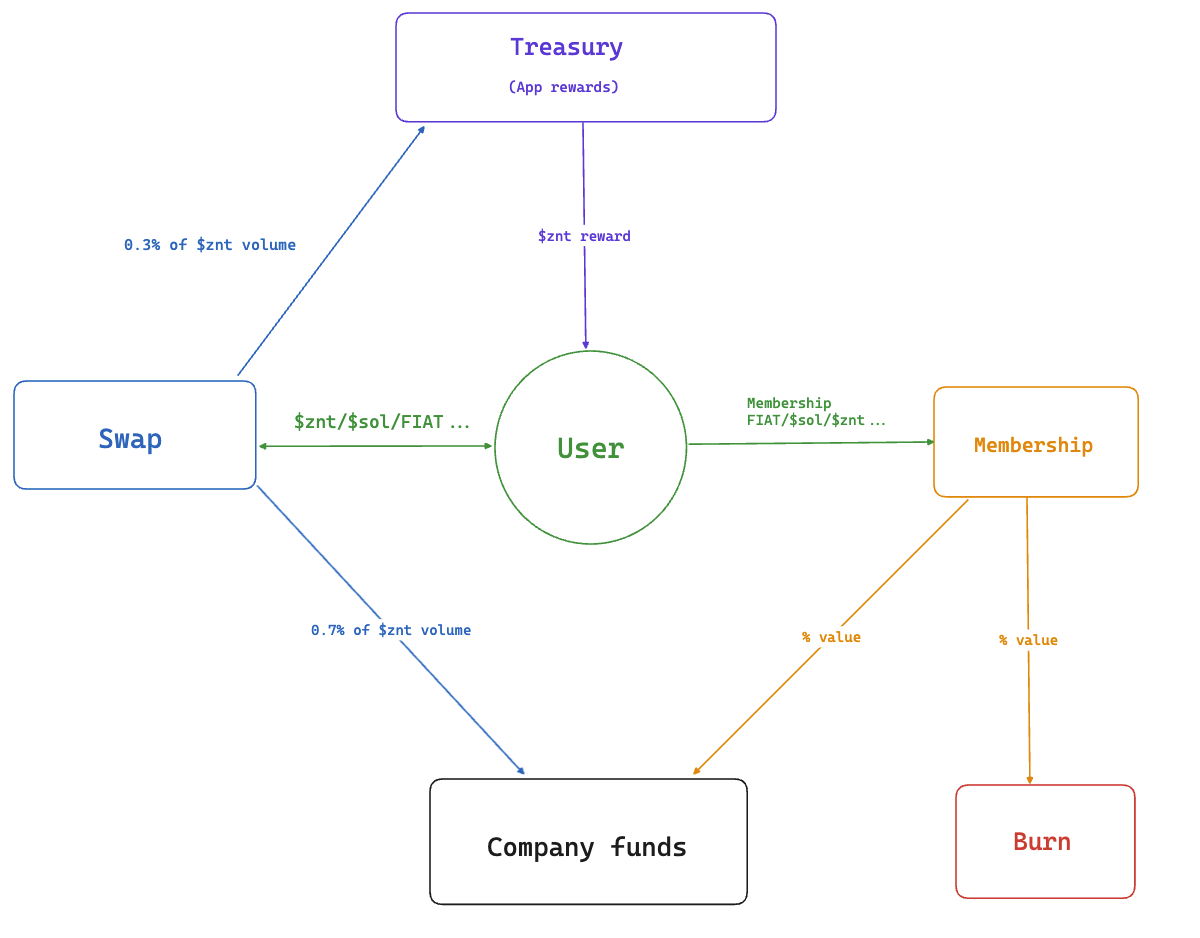 Treasury
(App rewards)
0.3% of $znt volume
$znt reward
$znt/$sol/FIAT...
Membership
FIAT/$sol/$znt...
Swap
User
Membership
0.7% of $znt volume
% value
% value
Company funds
Burn